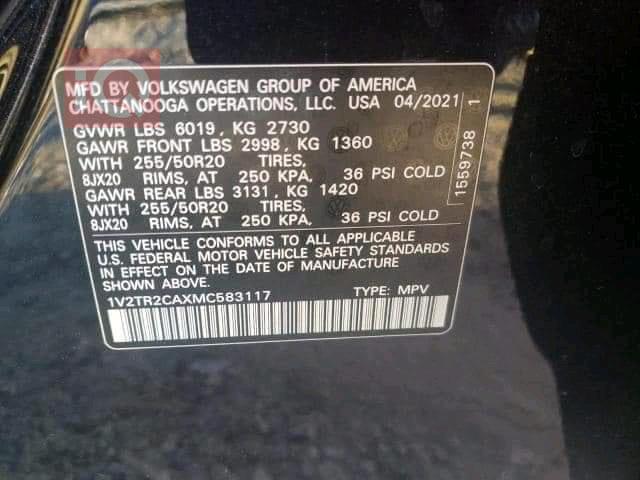 iQ
MFD BY VOLKSWAGEN GROUP OF AMERICA
CHATTANOOGA OPERATIONS, LLC. USA 04/2021
GVWR LBS 6019, KG 2730
GAWR FRONT LBS 2998, KG 1360
WITH 255/50R20 TIRES,
8JX20 RIMS, AT 250 KPA, 36 PSI COLD
GAWR REAR LBS 3131, KG 1420
WITH 255/50R20 TIRES,
8JX20 RIMS, AT 250 KPA, 36 PSI COLD
THIS VEHICLE CONFORMS TO ALL APPLICABLE
U.S. FEDERAL MOTOR VEHICLE SAFETY STANDARDS
IN EFFECT ON THE DATE OF MANUFACTURE
SHOWN ABOVE.
1V2TR2CAXMC583117 TYPE: MPV
1559738 1